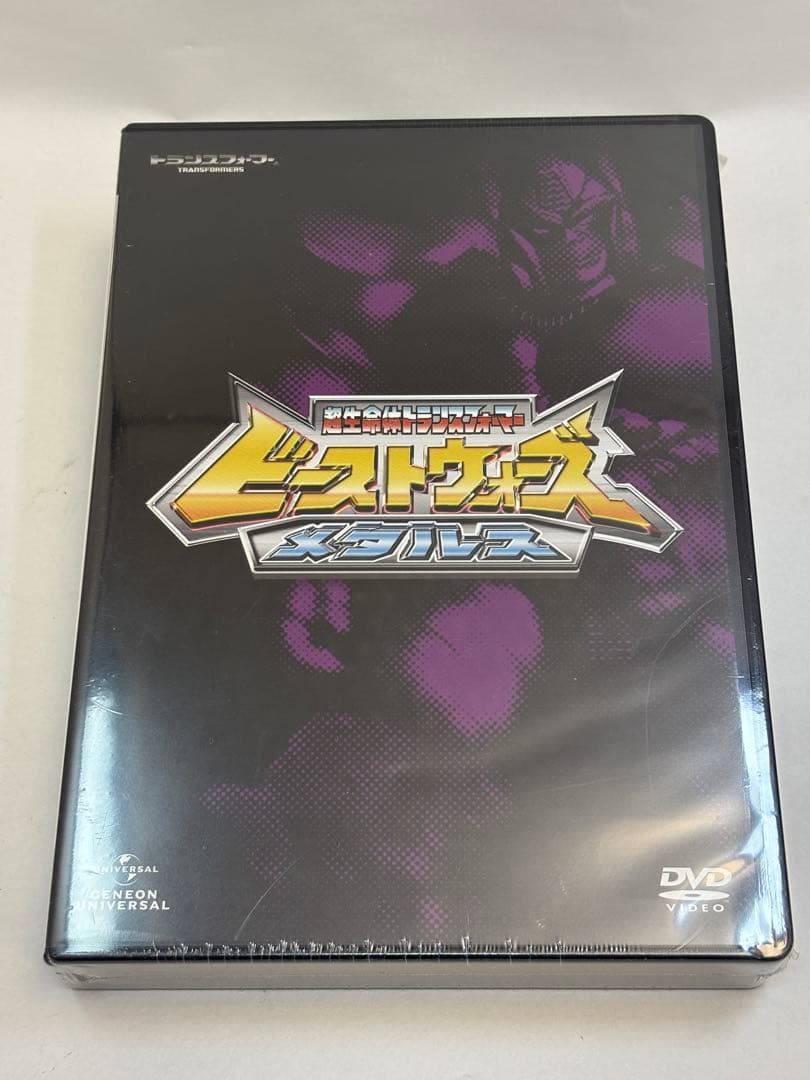 トランスフォーマー
TRANSFORMERS
超生命体トランスフォーマー
ビーストウォーズ
メタルス
UNIVERSAL
GENEON
UNIVERSAL
DVD
VIDEO